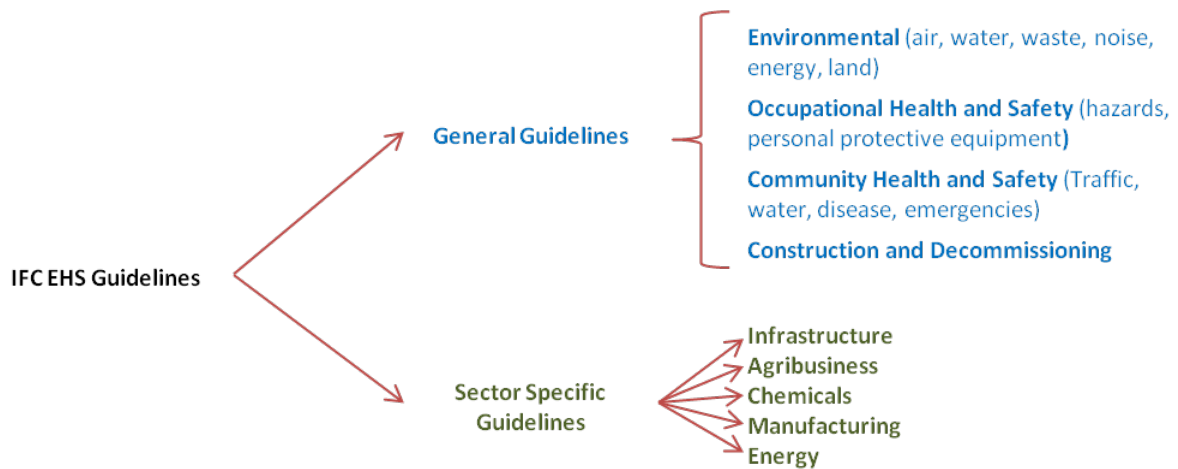 Environmental (air, water, waste, noise,
energy, land)
Occupational Health and Safety (hazards,
personal protective equipment)
General Guidelines
Community Health and Safety (Traffic,
water, disease, emergencies)
Construction and Decommissioning
IFC EHS Guidelines
Infrastructure
Agribusiness
Sector Specific
Guidelines
Chemicals
Manufacturing
Energy